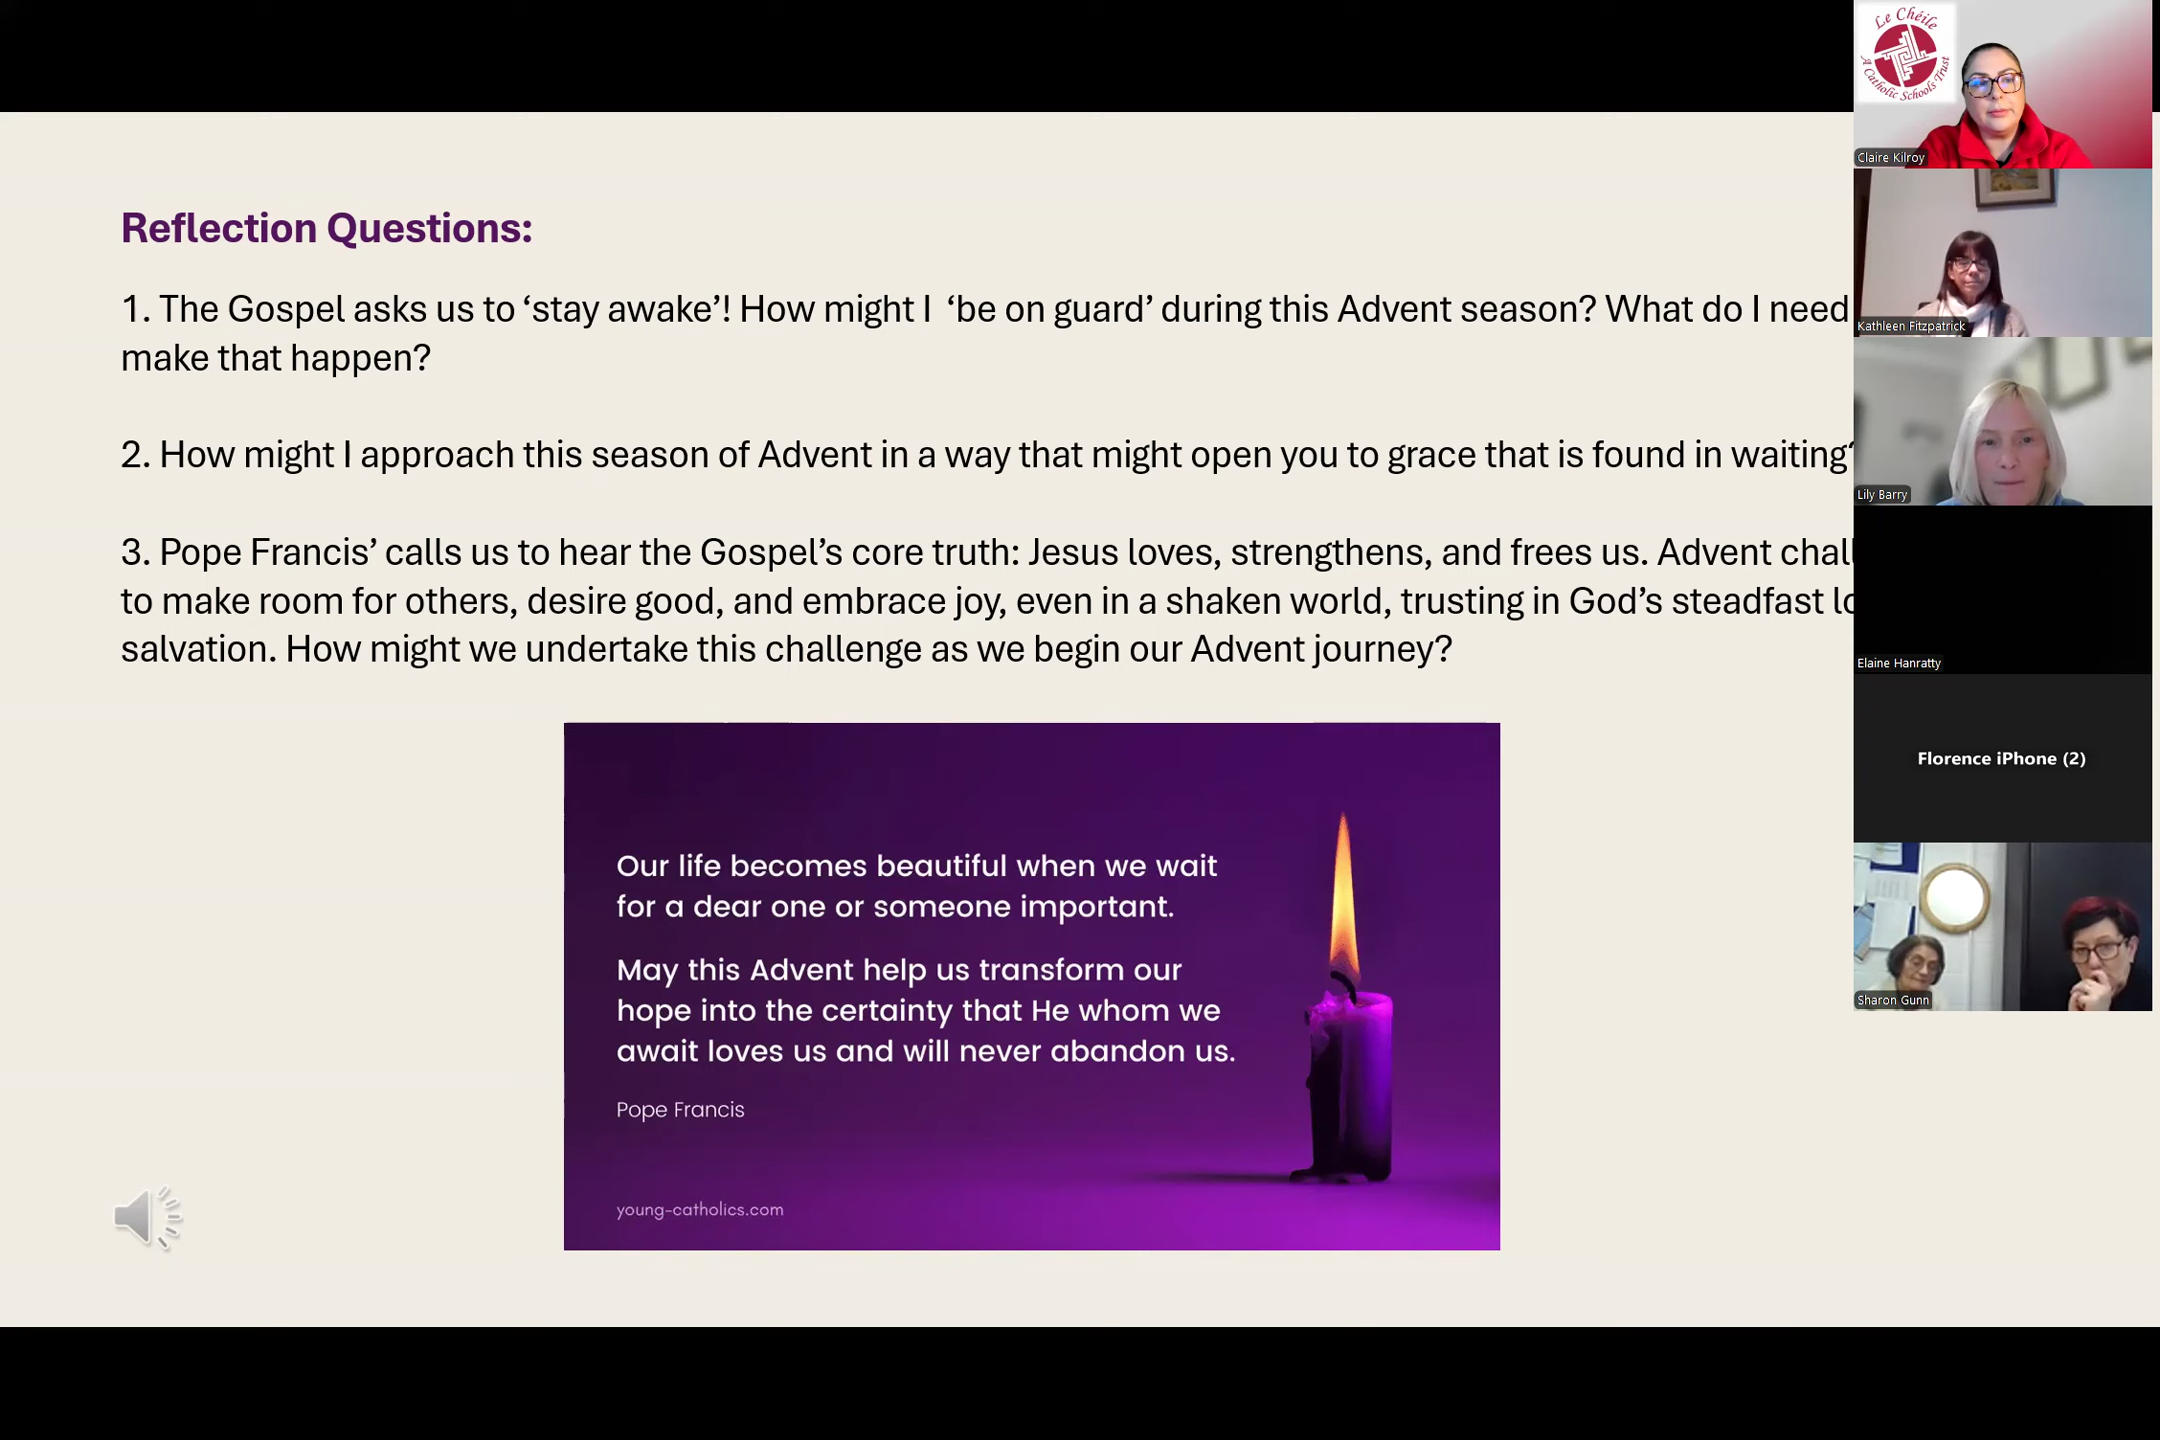 Reflection Questions:
1. The Gospel asks us to ‘stay awake’! How might I  ‘be on guard’ during this Advent season? What do I need
make that happen?
2. How might I approach this season of Advent in a way that might open you to grace that is found in waiting?
3. Pope Francis’ calls us to hear the Gospel’s core truth: Jesus loves, strengthens, and frees us. Advent chall
to make room for others, desire good, and embrace joy, even in a shaken world, trusting in God’s steadfast lo
salvation. How might we undertake this challenge as we begin our Advent journey?
Our life becomes beautiful when we wait
for a dear one or someone important.
May this Advent help us transform our
hope into the certainty that He whom we
await loves us and will never abandon us.
Pope Francis
young-catholics.com
Le Chéile
A Catholic Schools Trust
Claire Kilroy
Kathleen Fitzpatrick
Lily Barry
Elaine Hanratty
Florence iPhone (2)
Sharon Gunn